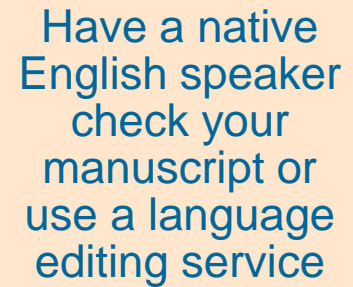 Have a native
English speaker
check your
manuscript or
use a language
editing service